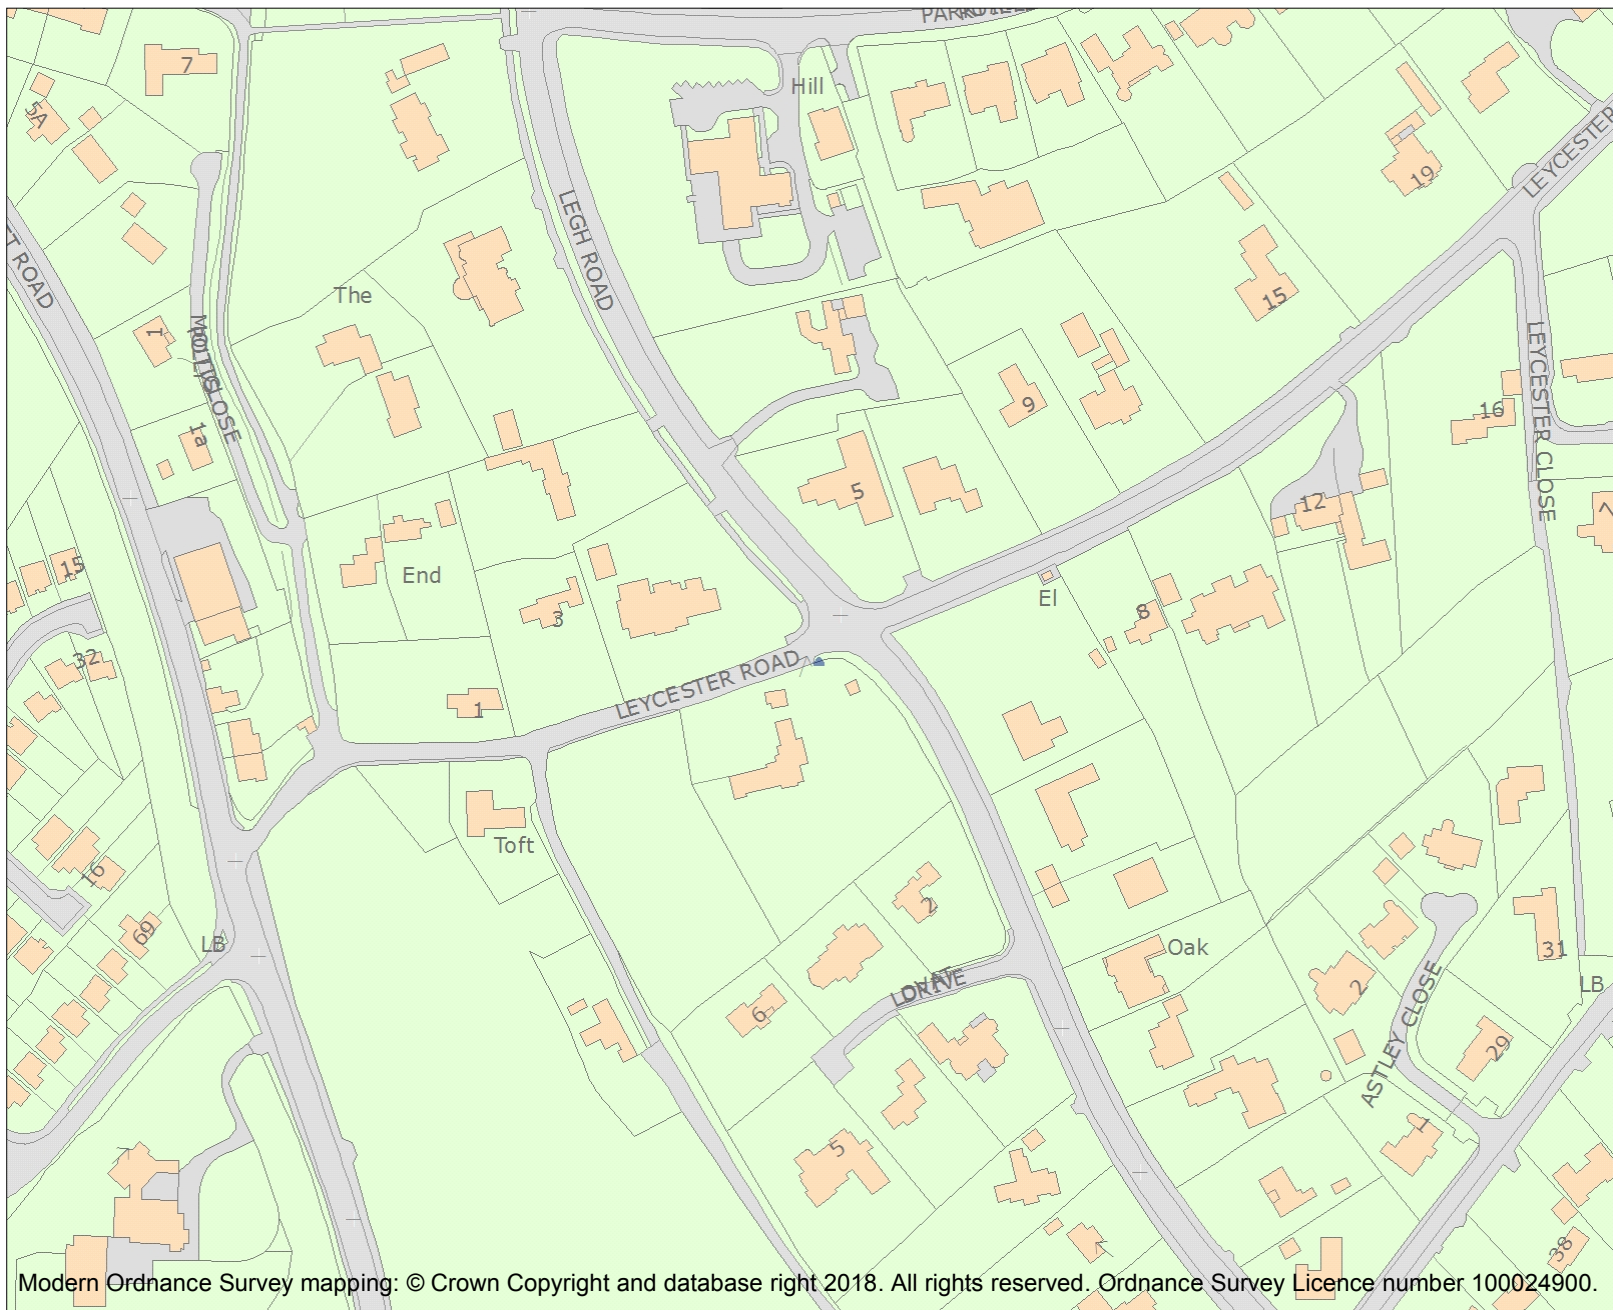 7
Hill
5A
LEYCESTER
19
LEGH ROAD
ROAD
The
15
1
CLOSE
LEYCESTER CLOSE
9
16
1a
5
12
7
15
End
El
8
3
32
LEYCESTER ROAD
1
Toft
16
2
69
LB
Oak
31
DRIVE
2
LB
6
ASTLEY CLOSE
29
1
5
38
Modern Ordnance Survey mapping: © Crown Copyright and database right 2018. All rights reserved. Ordnance Survey Licence number 100024900.